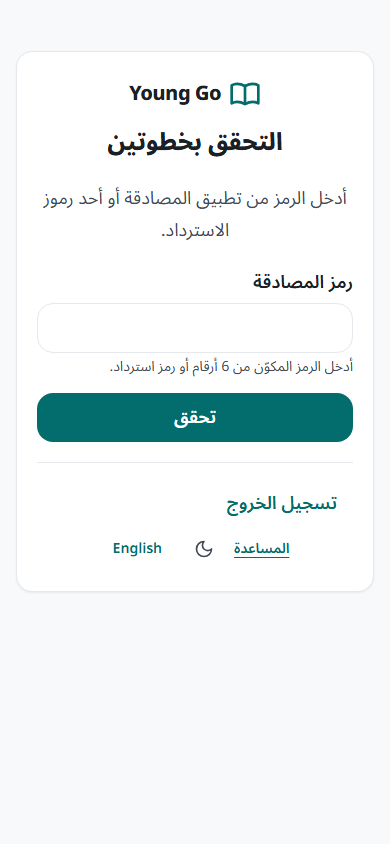 Young Go
التحقق بخطوتين
أدخل الرمز من تطبيق المصادقة أو أحد رموز
الاسترداد.
رمز المصادقة
أدخل الرمز المكوّن من 6 أرقام أو رمز استرداد.
تحقق
تسجيل الخروج
المساعدة English